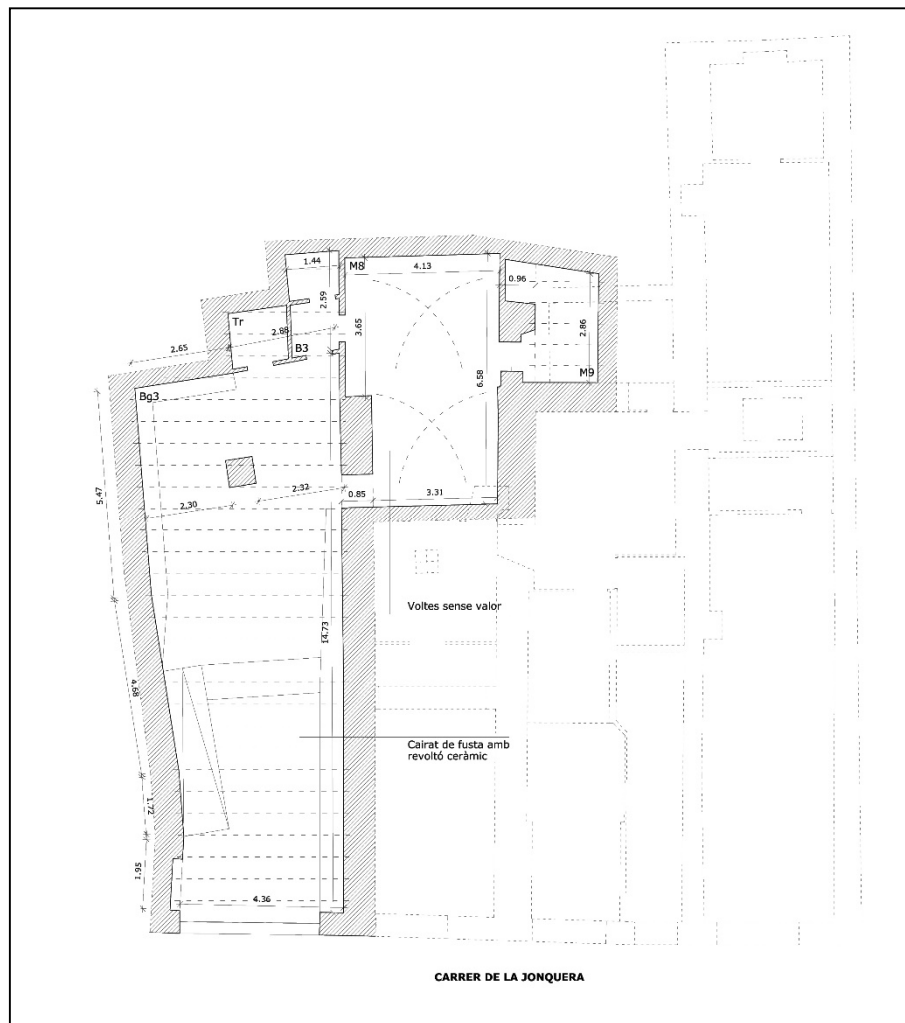 1.44
M8
4.13
0.96
2.59
Tr
2.88
3.65
2.86
B3
2.65
6.58
M9
Bg3
5.47
2.32
2.30
0.85
3.31
Voltes sense valor
14.73
4.68
Cairat de fusta amb
revoltó ceràmic
1.72
1.95
4.36
CARRER DE LA JONQUERA